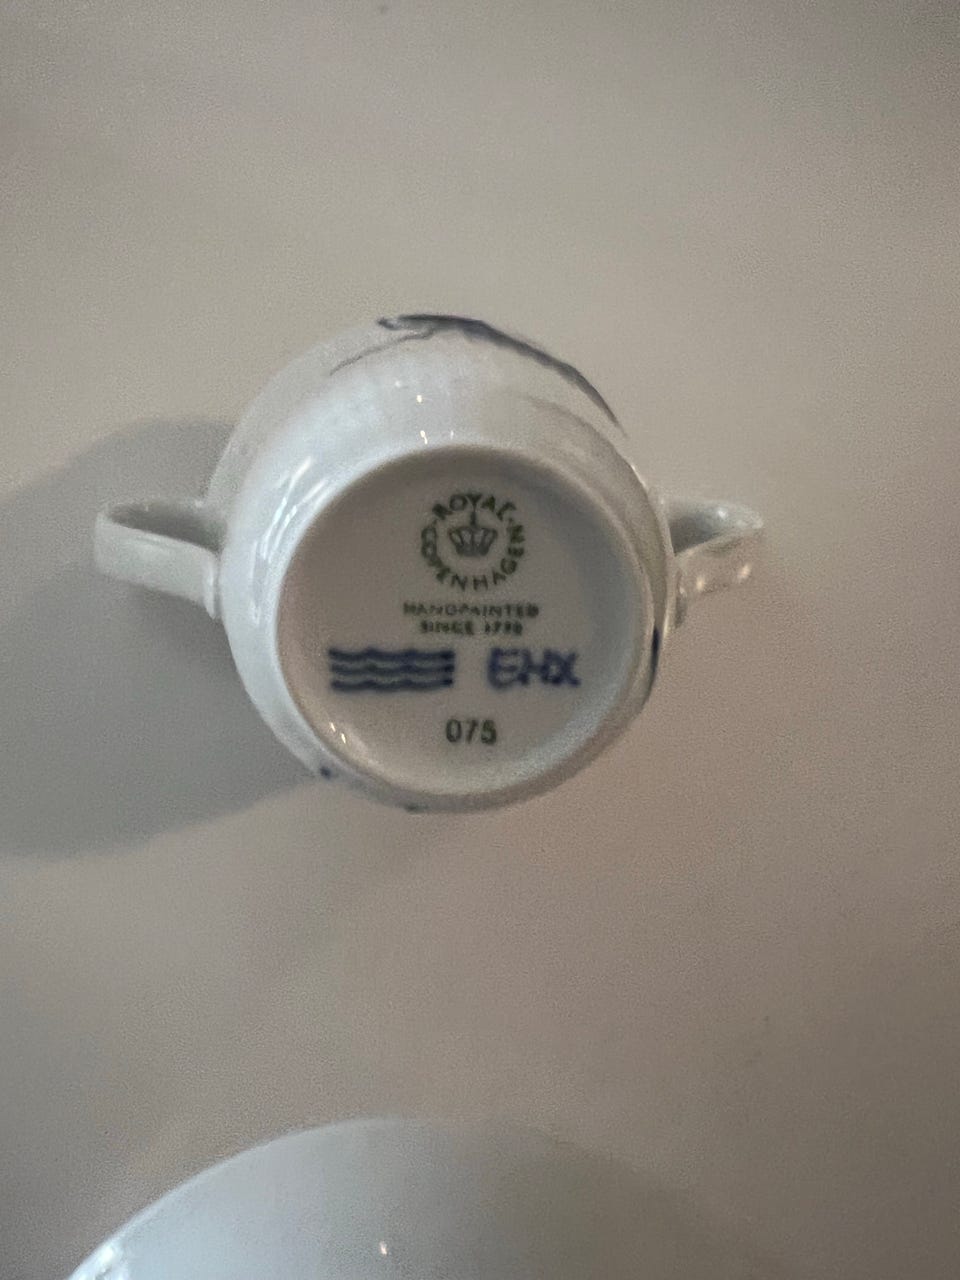 ROYAL COPENHAGEN
HANDPAINTED
SINCE 1775
EHX
075